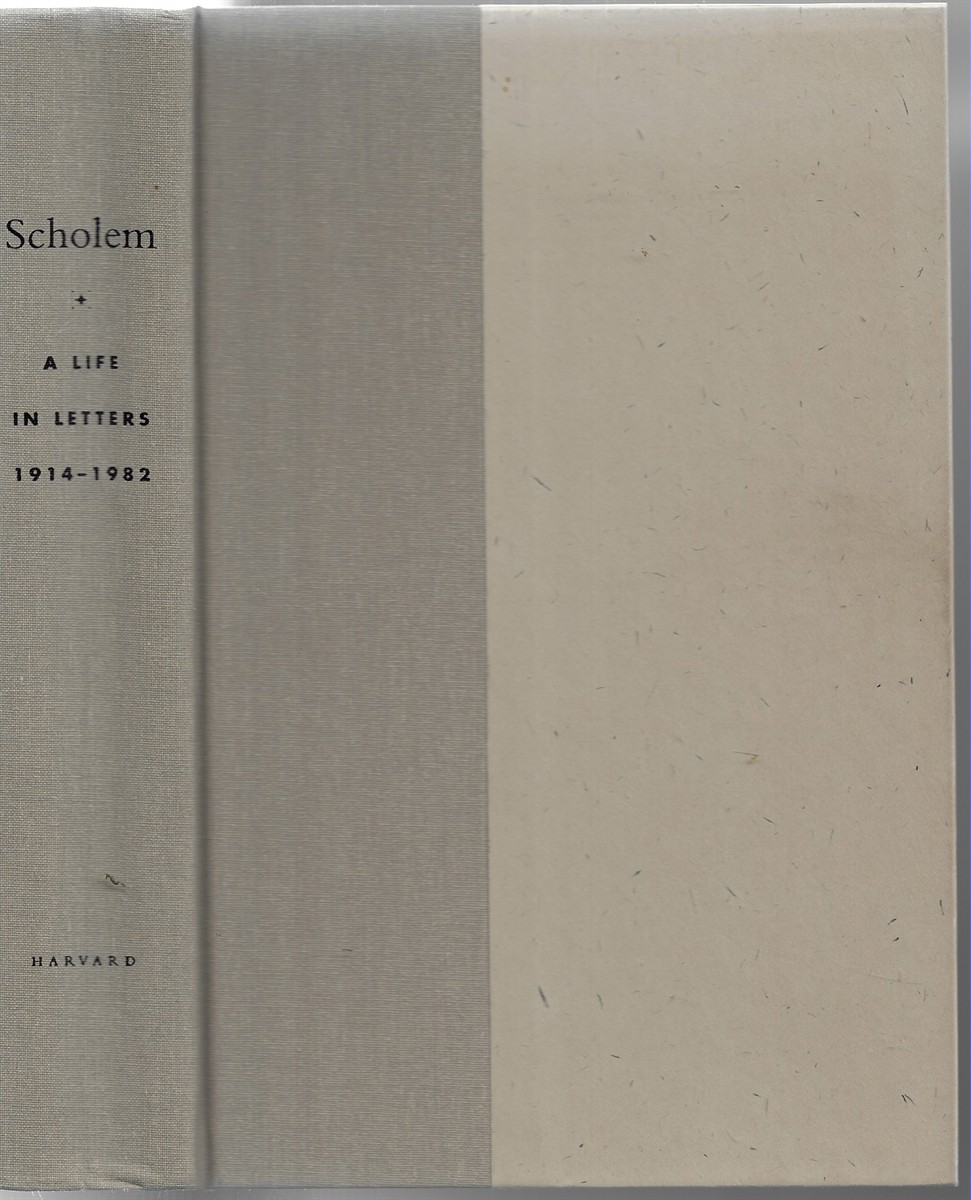 Scholem
A LIFE
IN LETTERS
1914–1982
HARVARD